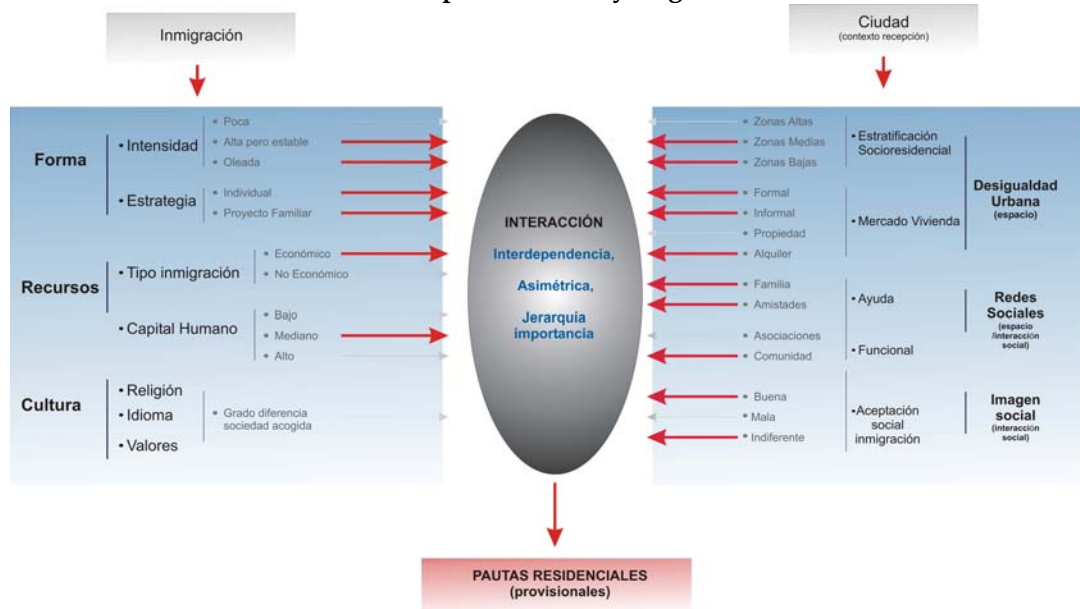 Inmigración
Forma
• Intensidad
• Poca
• Alta pero estable
• Oleada
• Estrategia
• Individual
• Proyecto Familiar
Recursos
• Tipo inmigración
• Económico
• No Económico
• Capital Humano
• Bajo
• Mediano
• Alto
Cultura
• Religión
• Idioma
• Valores
• Grado diferencia
sociedad acogida
INTERACCIÓN
Interdependencia,
Asimétrica,
Jerarquía
importancia
Ciudad
(contexto recepción)
• Zonas Altas
• Zonas Medias
• Zonas Bajas
• Estratificación
Socioresidencial
• Formal
• Informal
• Propiedad
• Alquiler
• Mercado Vivienda
Desigualdad
Urbana
(espacio)
• Familia
• Amistades
• Ayuda
• Asociaciones
• Comunidad
• Funcional
Redes
Sociales
(espacio
/interacción
social)
• Buena
• Mala
• Indiferente
• Aceptación
social
inmigración
Imagen
social
(interacción
social)
PAUTAS RESIDENCIALES
(provisionales)